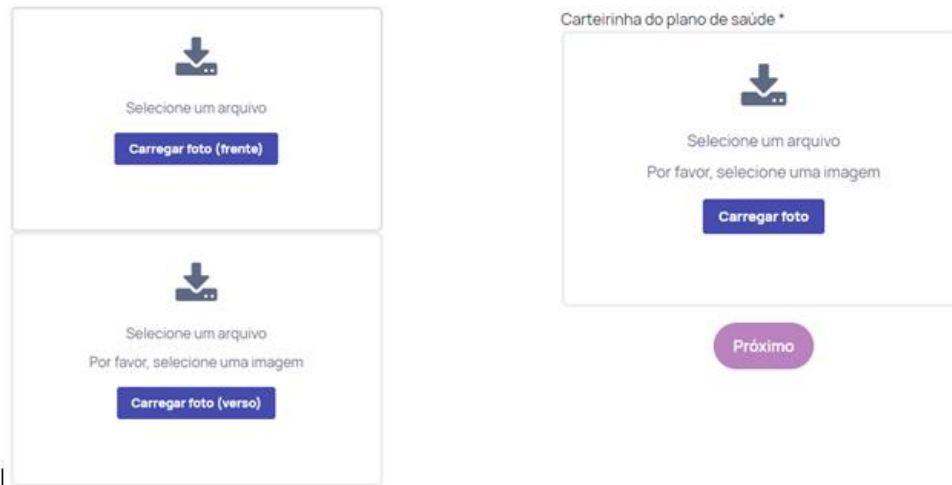 Selecione um arquivo
Carregar foto (frente)
Selecione um arquivo
Por favor, selecione uma imagem
Carregar foto (verso)
Carteirinha do plano de saúde *
Selecione um arquivo
Por favor, selecione uma imagem
Carregar foto
Próximo